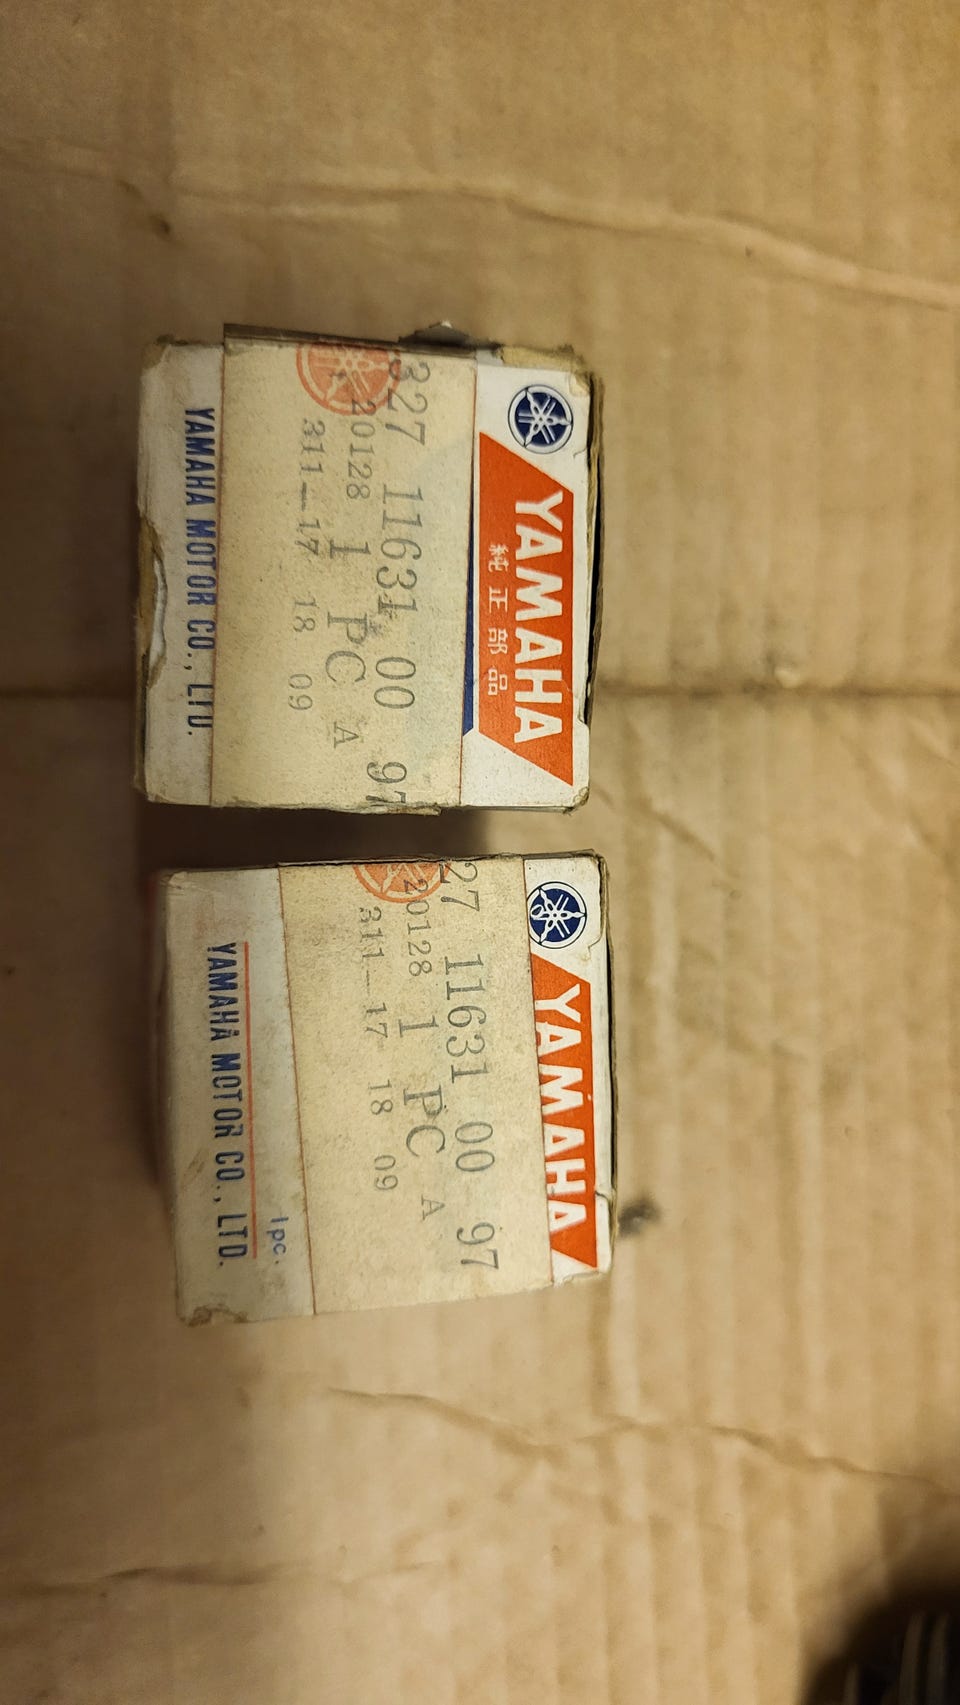 YAMAHA
純正部品
327 11631 00 97
20128 1 PC A
311-17 18 09
YAMAHA MOTOR CO., LTD.
YAMAHA
27 11631 00 97
20128 1 PC A
311-17 18 09
1pc.
YAMAHA MOTOR CO., LTD.